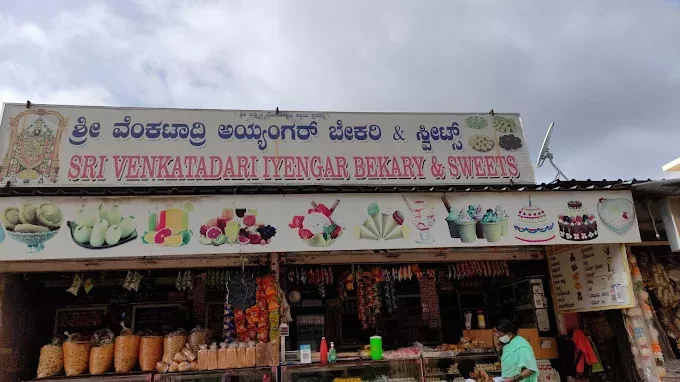 ಶ್ರೀ ವೆಂಕಟಾದ್ರಿ ಅಯ್ಯಂಗರ್ ಬೇಕರಿ & ಸ್ವೀಟ್ಸ್
SRI VENKATADARI IYENGAR BEKARY & SWEETS